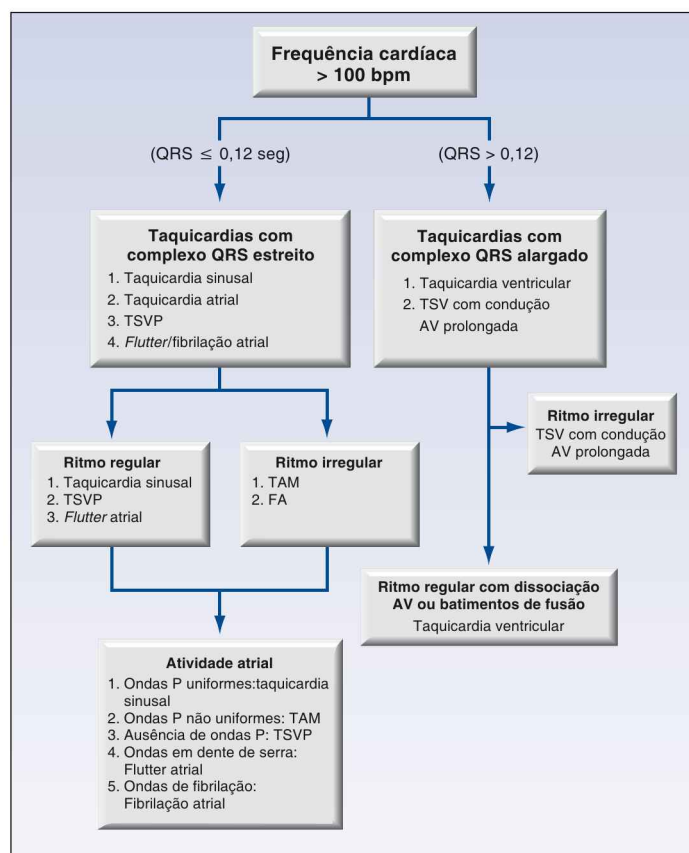 Frequência cardíaca
> 100 bpm
(QRS ≤ 0,12 seg)
(QRS > 0,12)
Taquicardias com
complexo QRS estreito
1. Taquicardia sinusal
2. Taquicardia atrial
3. TSVP
4. Flutter/fibrilação atrial
Taquicardias com
complexo QRS alargado
1. Taquicardia ventricular
2. TSV com condução
AV prolongada
Ritmo regular
1. Taquicardia sinusal
2. TSVP
3. Flutter atrial
Ritmo irregular
1. TAM
2. FA
Ritmo irregular
TSV com condução
AV prolongada
Ritmo regular com dissociação
AV ou batimentos de fusão
Taquicardia ventricular
Atividade atrial
1. Ondas P uniformes:taquicardia
sinusal
2. Ondas P não uniformes: TAM
3. Ausência de ondas P: TSVP
4. Ondas em dente de serra:
Flutter atrial
5. Ondas de fibrilação:
Fibrilação atrial